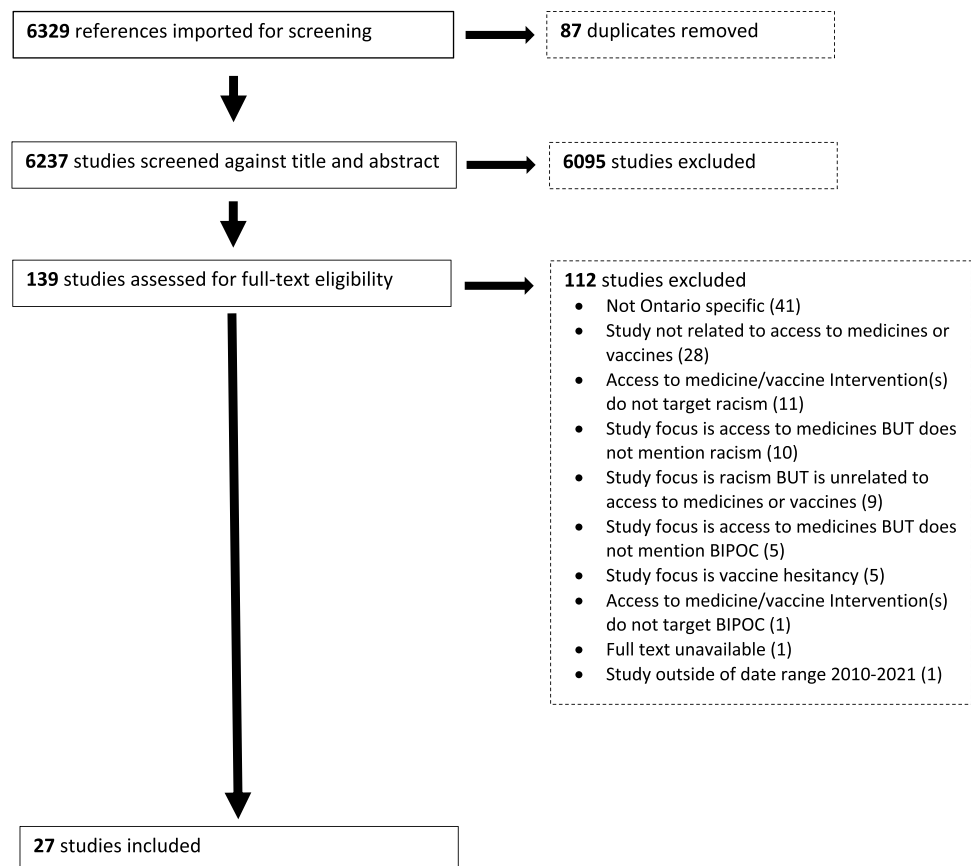 6329 references imported for screening
87 duplicates removed
6237 studies screened against title and abstract
6095 studies excluded
139 studies assessed for full-text eligibility
112 studies excluded
• Not Ontario specific (41)
• Study not related to access to medicines or
vaccines (28)
• Access to medicine/vaccine Intervention(s)
do not target racism (11)
• Study focus is access to medicines BUT does
not mention racism (10)
• Study focus is racism BUT is unrelated to
access to medicines or vaccines (9)
• Study focus is access to medicines BUT does
not mention BIPOC (5)
• Study focus is vaccine hesitancy (5)
• Access to medicine/vaccine Intervention(s)
do not target BIPOC (1)
• Full text unavailable (1)
• Study outside of date range 2010-2021 (1)
27 studies included